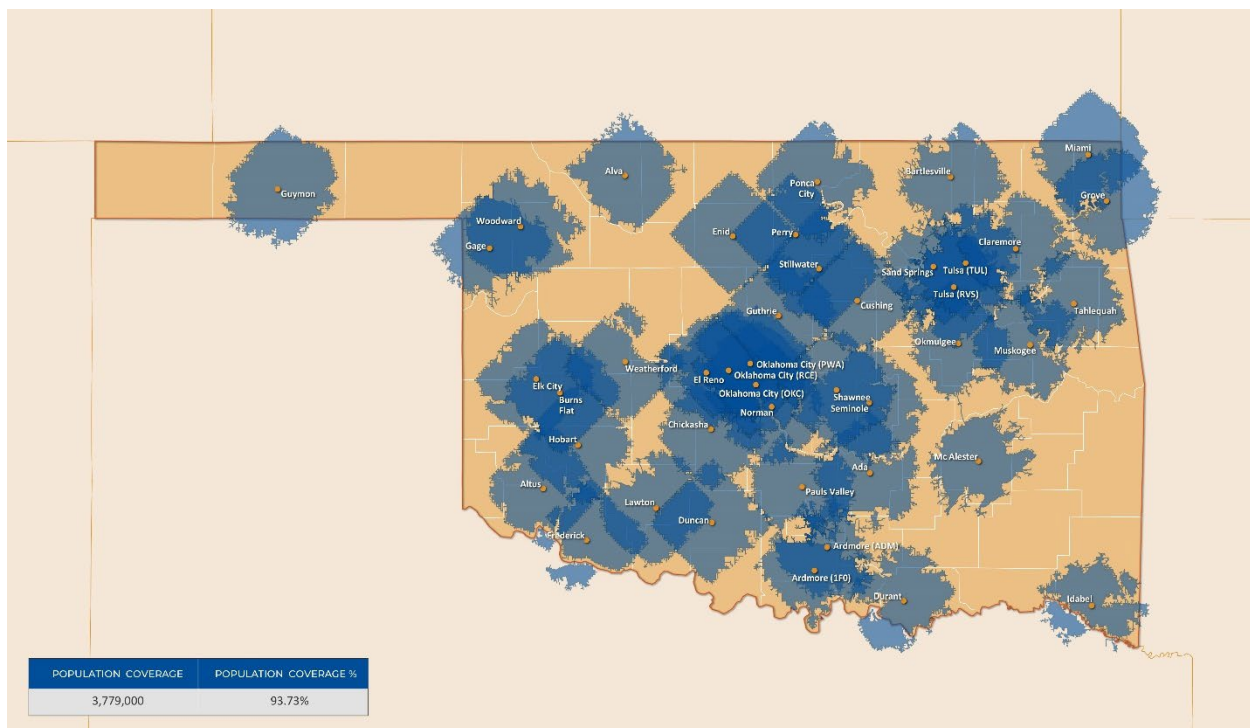 Miami
Alva
Bartlesville
Ponca
City
Guymon
Grove
Woodward
Enid
Perry
Claremore
Gage
Stillwater
Sand Springs
Tulsa (TUL)
Tulsa (RVS)
Cushing
Tahlequah
Guthrie
Okmulgee
Muskogee
Weatherford
Oklahoma City (PWA)
El Reno
Oklahoma City (RCE)
Elk City
Oklahoma City (OKC)
Burns
Flat
Shawnee
Seminole
Norman
Chickasha
Hobart
Mc Alester
Ada
Altus
Pauls Valley
Lawton
Duncan
Frederick
Ardmore (ADM)
Ardmore (1F0)
Durant
Idabel
POPULATION COVERAGE POPULATION COVERAGE %
3,779,000 93.73%